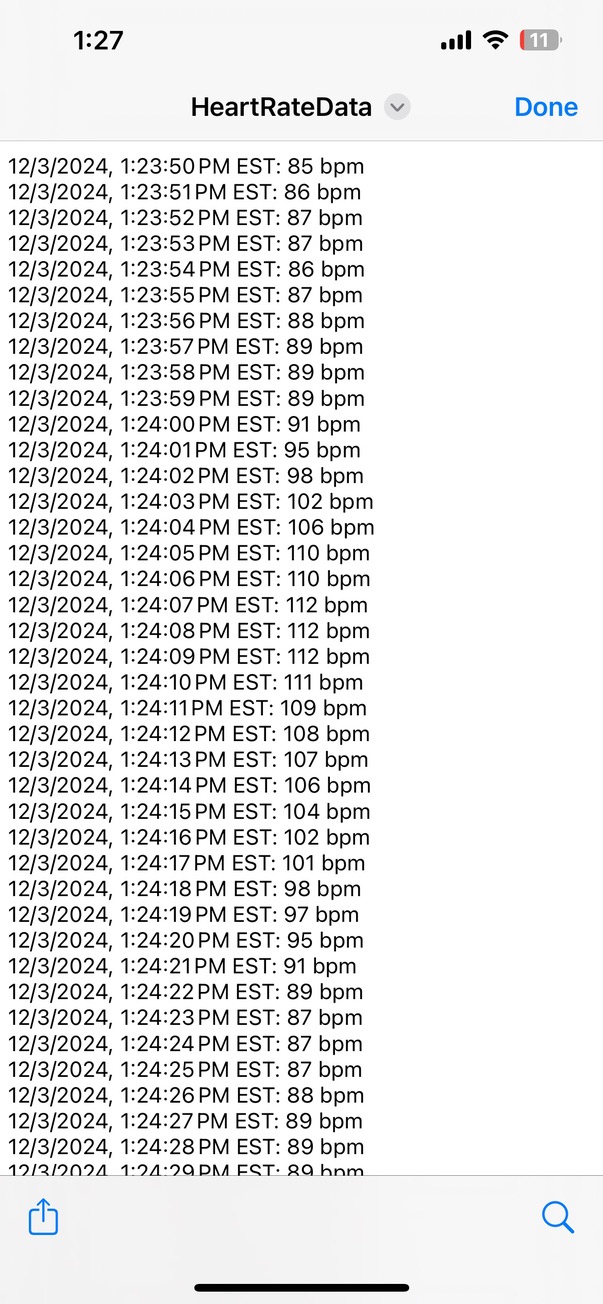 1:27
11
HeartRateData
Done
12/3/2024, 1:23:50 PM EST: 85 bpm
12/3/2024, 1:23:51 PM EST: 86 bpm
12/3/2024, 1:23:52 PM EST: 87 bpm
12/3/2024, 1:23:53 PM EST: 87 bpm
12/3/2024, 1:23:54 PM EST: 86 bpm
12/3/2024, 1:23:55 PM EST: 87 bpm
12/3/2024, 1:23:56 PM EST: 88 bpm
12/3/2024, 1:23:57 PM EST: 89 bpm
12/3/2024, 1:23:58 PM EST: 89 bpm
12/3/2024, 1:23:59 PM EST: 89 bpm
12/3/2024, 1:24:00 PM EST: 91 bpm
12/3/2024, 1:24:01 PM EST: 95 bpm
12/3/2024, 1:24:02 PM EST: 98 bpm
12/3/2024, 1:24:03 PM EST: 102 bpm
12/3/2024, 1:24:04 PM EST: 106 bpm
12/3/2024, 1:24:05 PM EST: 110 bpm
12/3/2024, 1:24:06 PM EST: 110 bpm
12/3/2024, 1:24:07 PM EST: 112 bpm
12/3/2024, 1:24:08 PM EST: 112 bpm
12/3/2024, 1:24:09 PM EST: 112 bpm
12/3/2024, 1:24:10 PM EST: 111 bpm
12/3/2024, 1:24:11 PM EST: 109 bpm
12/3/2024, 1:24:12 PM EST: 108 bpm
12/3/2024, 1:24:13 PM EST: 107 bpm
12/3/2024, 1:24:14 PM EST: 106 bpm
12/3/2024, 1:24:15 PM EST: 104 bpm
12/3/2024, 1:24:16 PM EST: 102 bpm
12/3/2024, 1:24:17 PM EST: 101 bpm
12/3/2024, 1:24:18 PM EST: 98 bpm
12/3/2024, 1:24:19 PM EST: 97 bpm
12/3/2024, 1:24:20 PM EST: 95 bpm
12/3/2024, 1:24:21 PM EST: 91 bpm
12/3/2024, 1:24:22 PM EST: 89 bpm
12/3/2024, 1:24:23 PM EST: 87 bpm
12/3/2024, 1:24:24 PM EST: 87 bpm
12/3/2024, 1:24:25 PM EST: 87 bpm
12/3/2024, 1:24:26 PM EST: 88 bpm
12/3/2024, 1:24:27 PM EST: 89 bpm
12/3/2024, 1:24:28 PM EST: 89 bpm
12/3/2024, 1:24:29 PM EST: 89 bpm